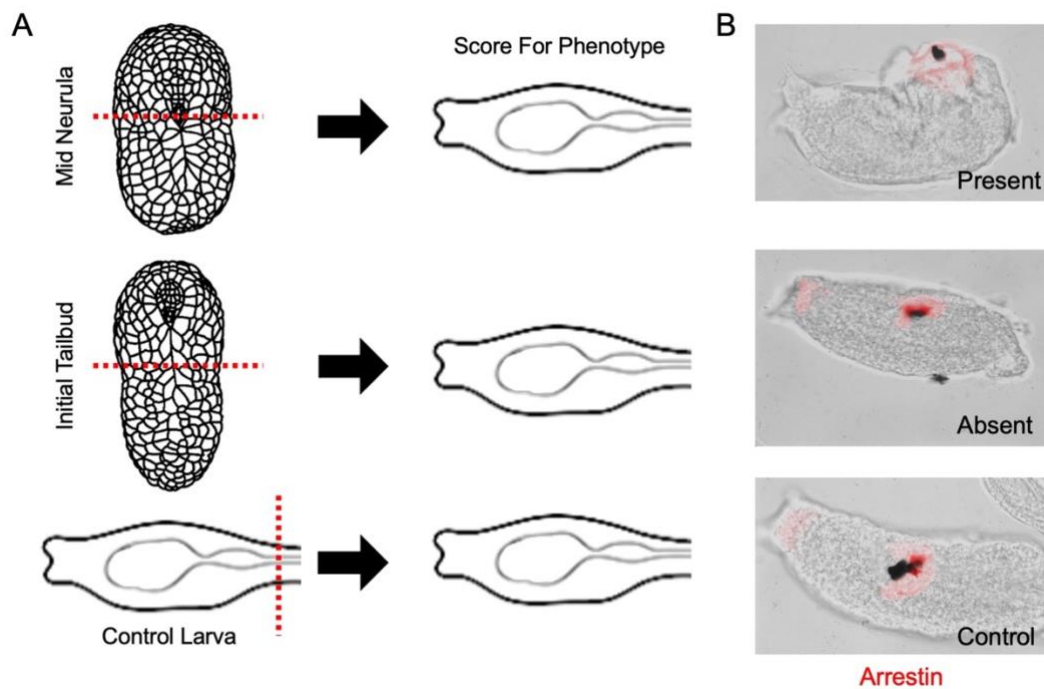 A
Score For Phenotype
Mid Neurula
Initial Tailbud
Control Larva
B
Present
Absent
Control
Arrestin